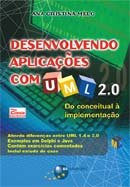 ANA CRISTINA MELO
DESENVOLVENDO
APLICAÇÕES
COM UML 2.0
Do conceitual à
implementação
Aborda diferenças entre UML 1.4 e 2.0
Exemplos em Delphi e Java
Contém exercícios comentados
Inclui estudo de caso